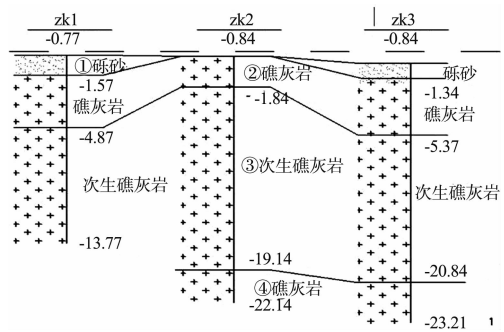 zk1 zk2 zk3
-0.77 -0.84 -0.84
①砾砂 ②礁灰岩 砾砂
-1.57 -1.84 -1.34
礁灰岩 礁灰岩
-4.87 -5.37
次生礁灰岩 ③次生礁灰岩 次生礁灰岩
-13.77 -19.14 -20.84
④礁灰岩
-22.14
-23.21 1